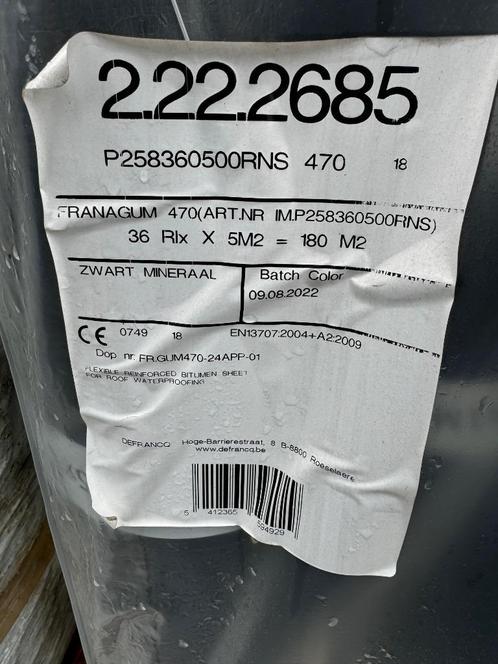 2.22.2685
P258360500RNS 470 18
FRANAGUM 470(ART.NR IM.P258360500RNS)
36 Rlx X 5M2 = 180 M2
ZWART MINERAAL
Batch Color
09.08.2022
CE 0749 18 EN13707:2004+A2:2009
Dop nr: FR.GUM470-24APP-01
FLEXIBLE REINFORCED BITUMEN SHEET
FOR ROOF WATERPROOFING
DEFRANCQ Hoge-Barrierestraat, 8 B-8800 Roeselare
www.defrancq.be
5 412365 594929